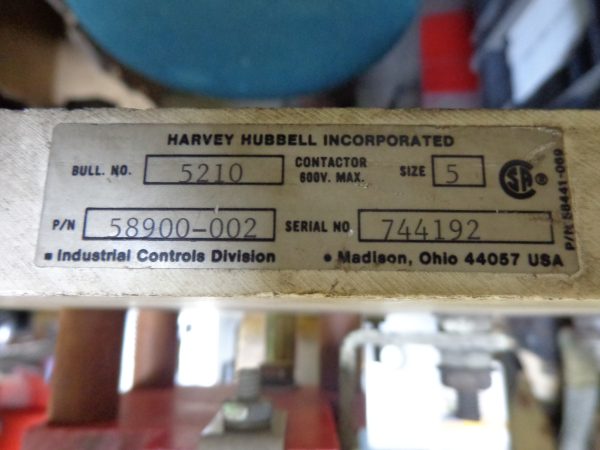 HARVEY HUBBELL INCORPORATED
BULL. NO. 5210 CONTACTOR 600V. MAX. SIZE 5
SA ®
P/N 58900-002 SERIAL NO 744192
▪ Industrial Controls Division • Madison, Ohio 44057 USA
P/N 58441-069